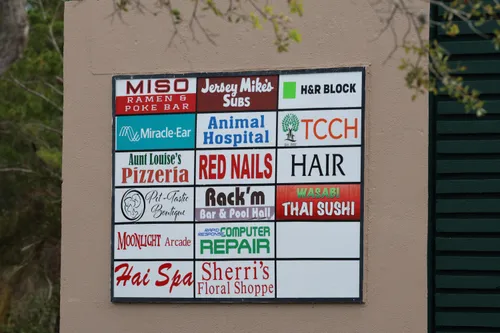 MISO
RAMEN &
POKE BAR
Jersey Mike's
SUBS
H&R BLOCK
Miracle-Ear
Animal
Hospital
TCCH
Aunt Louise's
Pizzeria
RED NAILS
HAIR
Pet-Tastic
Boutique
Rack'm
Bar & Pool Hall
WASABI
THAI SUSHI
MOONLIGHT Arcade
COMPUTER
REPAIR
Hai Spa
Sherri's
Floral Shoppe